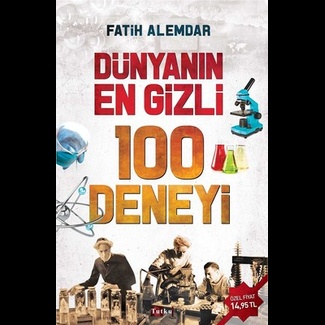 FATİH ALEMDAR
DÜNYANIN
EN GİZLİ
100
DENEYİ
ÖZEL FİYAT
14,95 TL
Tutku